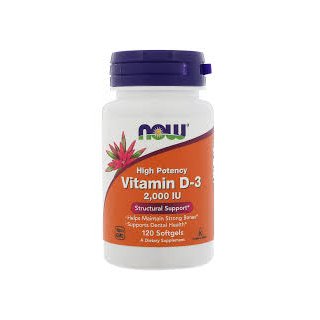 NOW
High Potency
Vitamin D-3
2,000 IU
Structural Support*
Helps Maintain Strong Bones*
Supports Dental Health*
120 Softgels
A Dietary Supplement